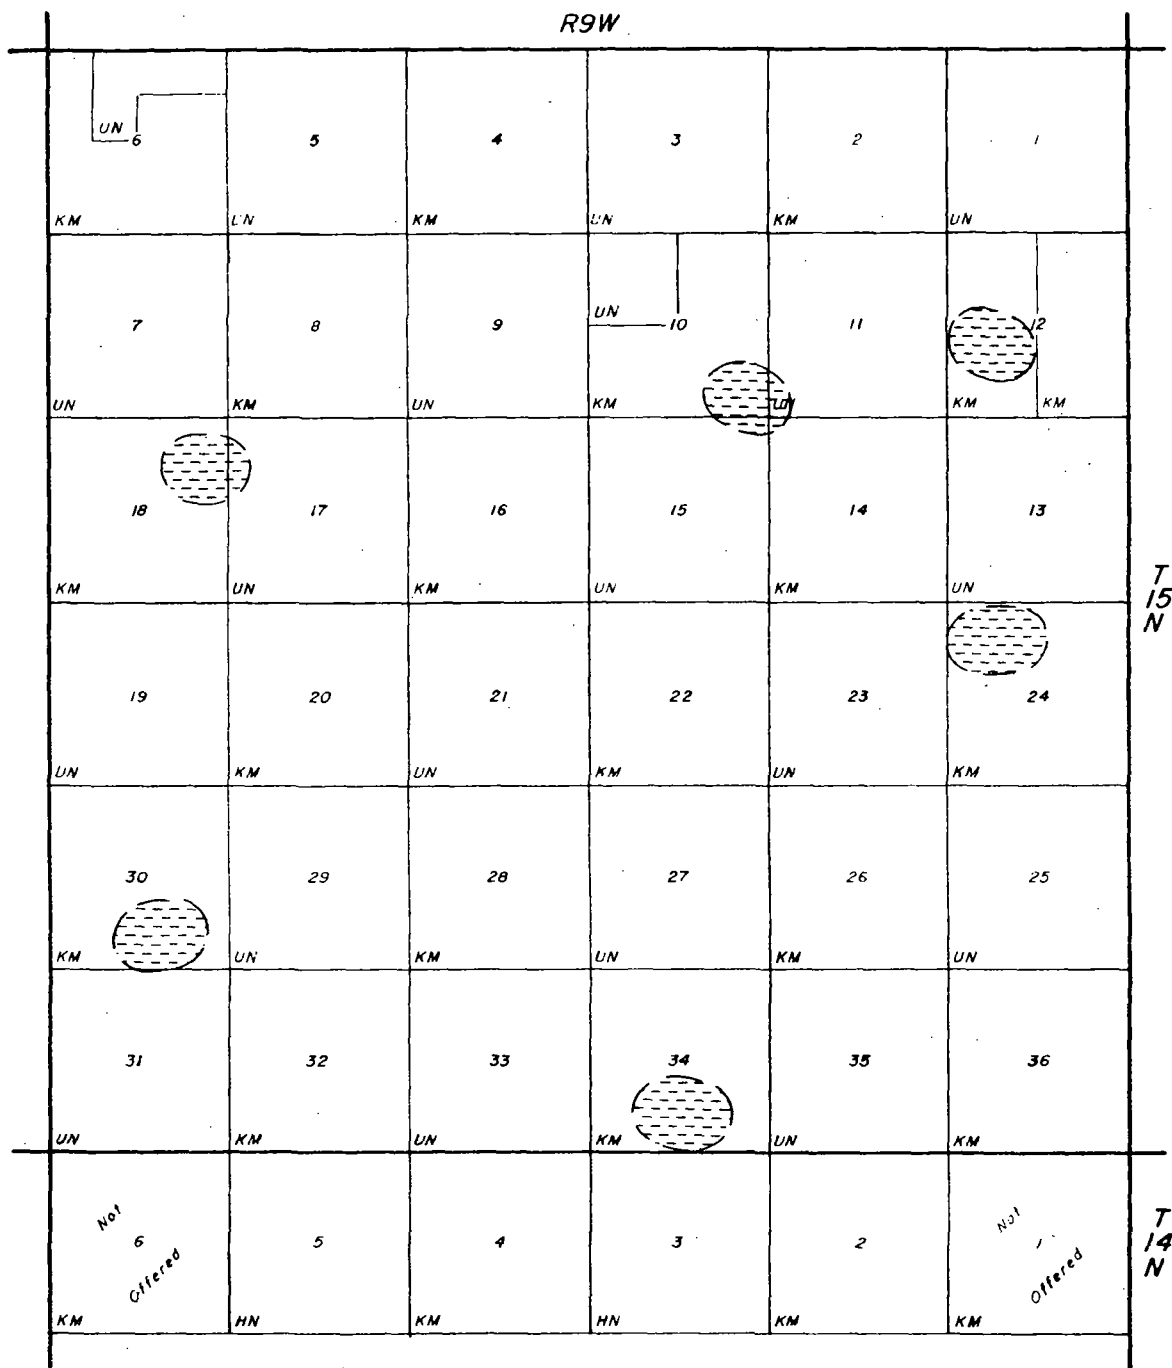 R9W
UN
6 5 4 3 2 1
KM UN KM UN KM UN
UN
7 8 9 10 11 12
UN KM UN KM UN KM KM
18 17 16 15 14 13
KM UN KM UN KM UN
T
15
N
19 20 21 22 23 24
UN KM UN KM UN KM
30 29 28 27 26 25
KM UN KM UN KM UN
31 32 33 34 35 36
UN KM UN KM UN KM
Not Not
6 5 4 3 2 1
Offered Offered
T
14
N
KM HN KM HN KM KM